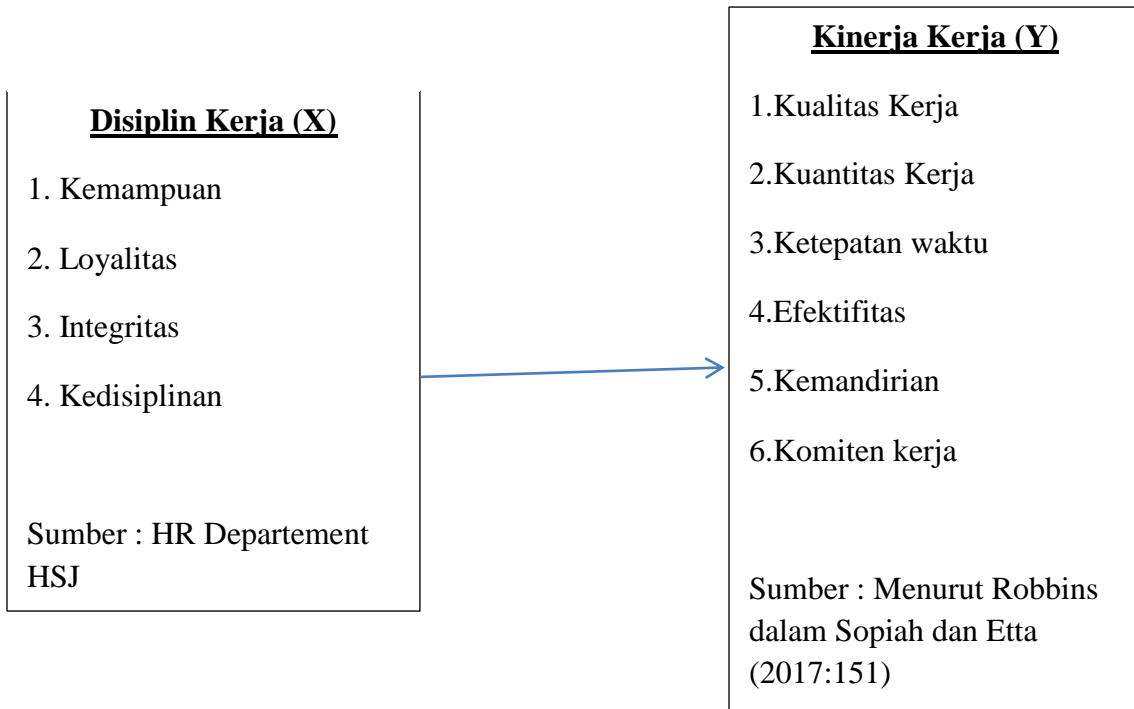 Disiplin Kerja (X)
1. Kemampuan
2. Loyalitas
3. Integritas
4. Kedisiplinan
Sumber : HR Departement
HSJ
Kinerja Kerja (Y)
1.Kualitas Kerja
2.Kuantitas Kerja
3.Ketepatan waktu
4.Efektifitas
5.Kemandirian
6.Komiten kerja
Sumber : Menurut Robbins
dalam Sopiah dan Etta
(2017:151)